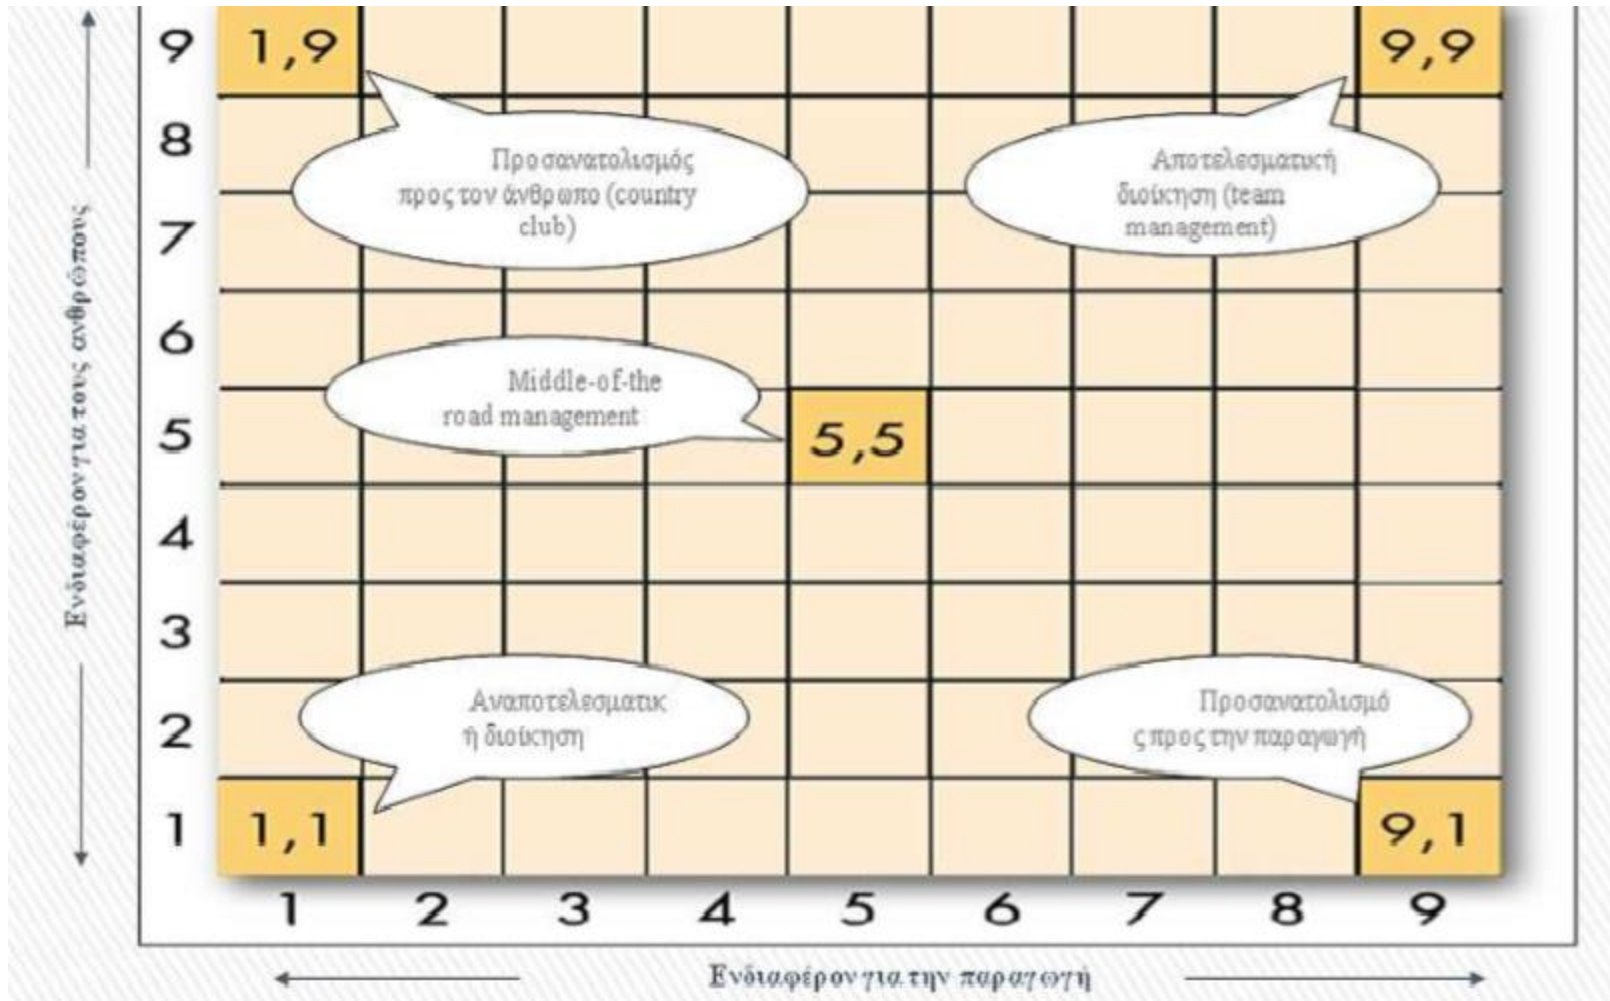 9
1,9
9,9
8
Προσανατολισμός
προς τον άνθρωπο (country
club)
Αποτελεσματική
διοίκηση (team
management)
7
6
Middle-of-the
road management
5
5,5
4
3
Αναποτελεσματικ
ή διοίκηση
Προσανατολισμό
ς προς την παραγωγή
2
1
1,1
9,1
1 2 3 4 5 6 7 8 9
Ενδιαφέρον για τους ανθρώπους
Ενδιαφέρον για την παραγωγή